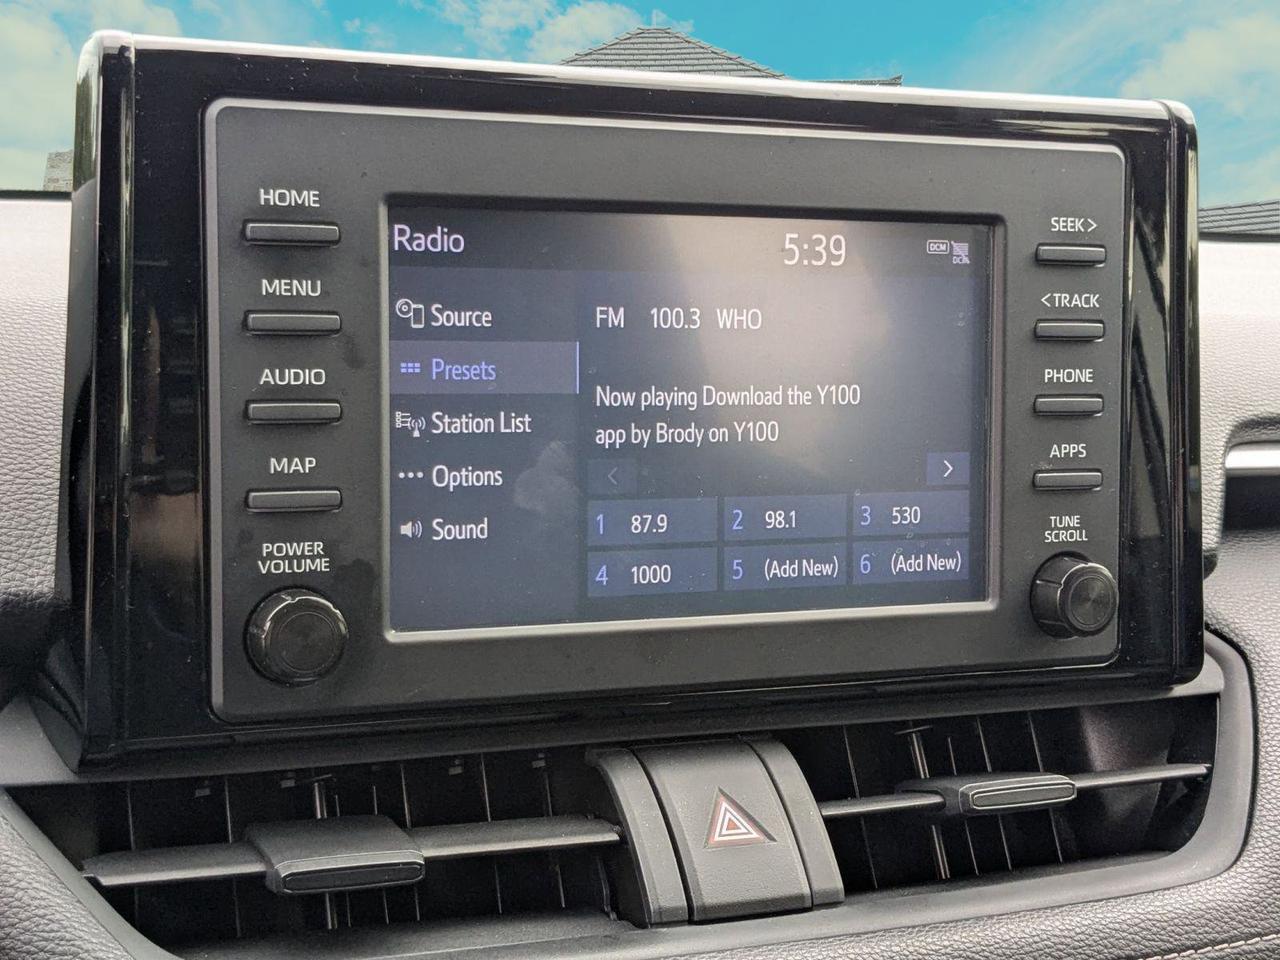 HOME
MENU
AUDIO
MAP
POWER
VOLUME
Radio
5:39
DCM
Source
Presets
Station List
Options
Sound
FM 100.3 WHO
Now playing Download the Y100
app by Brody on Y100
< >
1 87.9 2 98.1 3 530
4 1000 5 (Add New) 6 (Add New)
SEEK>
<TRACK
PHONE
APPS
TUNE
SCROLL